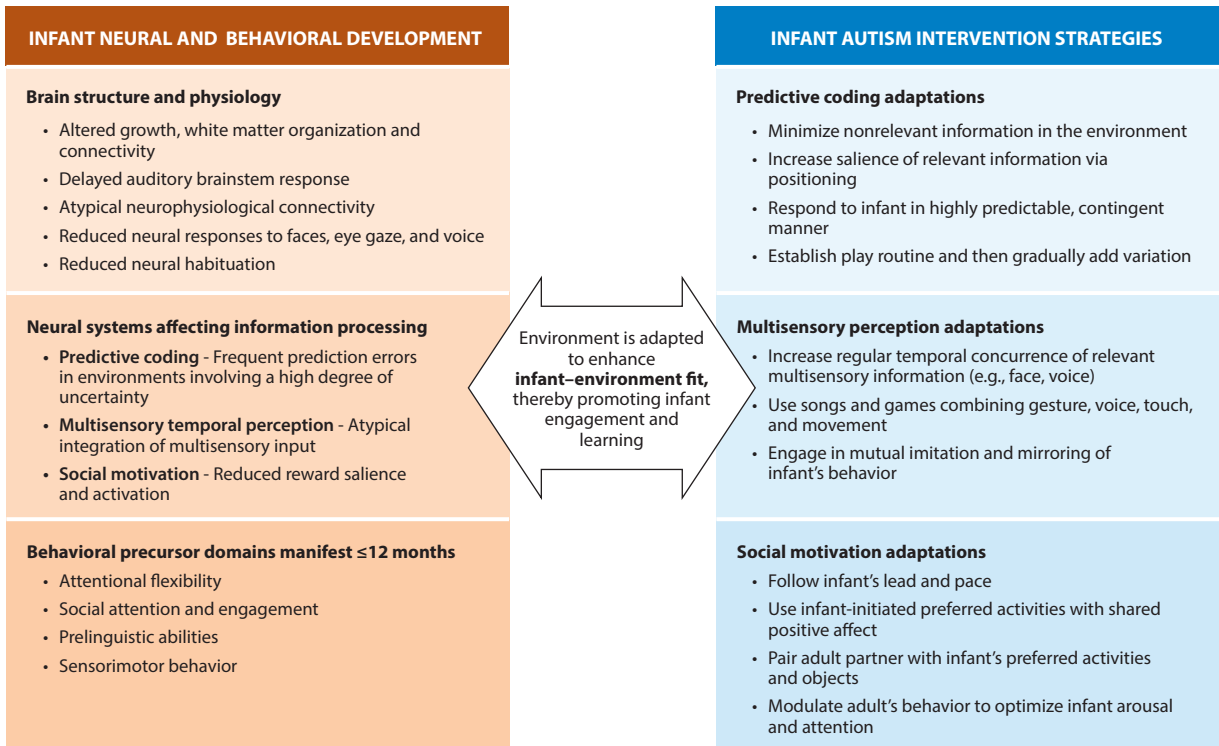 INFANT NEURAL AND BEHAVIORAL DEVELOPMENT
Brain structure and physiology
• Altered growth, white matter organization and
connectivity
• Delayed auditory brainstem response
• Atypical neurophysiological connectivity
• Reduced neural responses to faces, eye gaze, and voice
• Reduced neural habituation
Neural systems affecting information processing
• Predictive coding - Frequent prediction errors
in environments involving a high degree of
uncertainty
• Multisensory temporal perception - Atypical
integration of multisensory input
• Social motivation - Reduced reward salience
and activation
Behavioral precursor domains manifest ≤12 months
• Attentional flexibility
• Social attention and engagement
• Prelinguistic abilities
• Sensorimotor behavior
Environment is adapted
to enhance
infant–environment fit,
thereby promoting infant
engagement and
learning
INFANT AUTISM INTERVENTION STRATEGIES
Predictive coding adaptations
• Minimize nonrelevant information in the environment
• Increase salience of relevant information via
positioning
• Respond to infant in highly predictable, contingent
manner
• Establish play routine and then gradually add variation
Multisensory perception adaptations
• Increase regular temporal concurrence of relevant
multisensory information (e.g., face, voice)
• Use songs and games combining gesture, voice, touch,
and movement
• Engage in mutual imitation and mirroring of
infant's behavior
Social motivation adaptations
• Follow infant's lead and pace
• Use infant-initiated preferred activities with shared
positive affect
• Pair adult partner with infant's preferred activities
and objects
• Modulate adult's behavior to optimize infant arousal
and attention